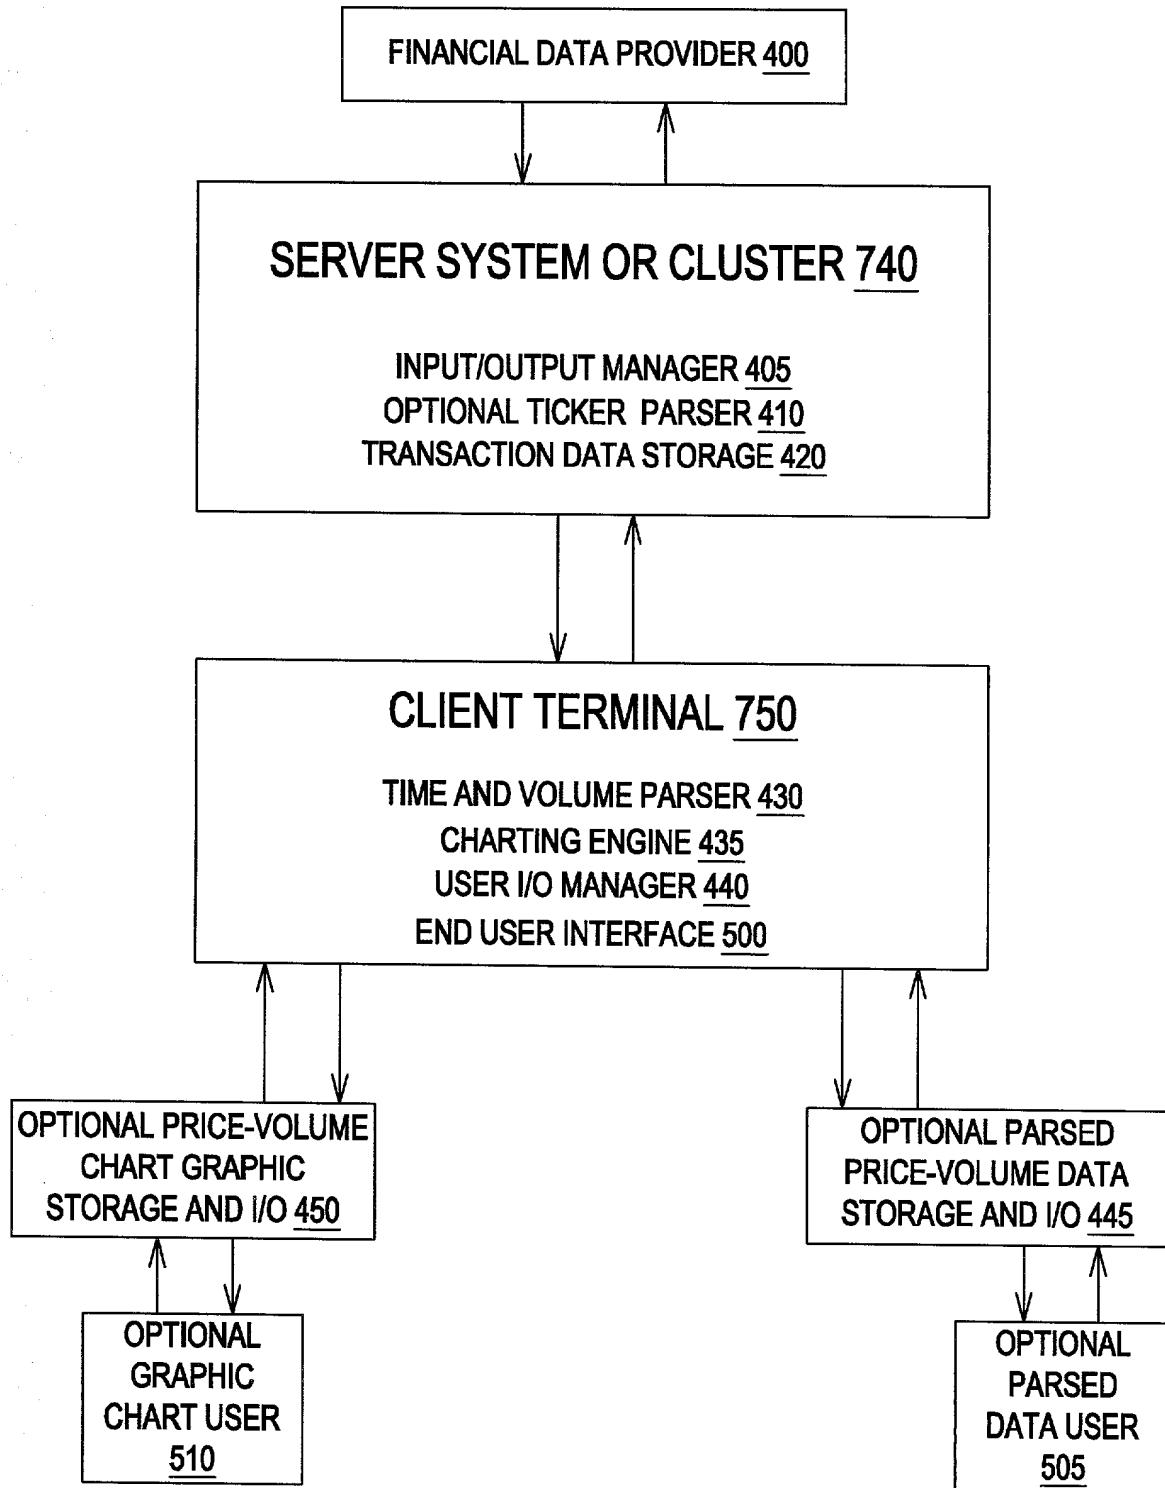 FINANCIAL DATA PROVIDER 400
SERVER SYSTEM OR CLUSTER 740
INPUT/OUTPUT MANAGER 405
OPTIONAL TICKER PARSER 410
TRANSACTION DATA STORAGE 420
CLIENT TERMINAL 750
TIME AND VOLUME PARSER 430
CHARTING ENGINE 435
USER I/O MANAGER 440
END USER INTERFACE 500
OPTIONAL PRICE-VOLUME
CHART GRAPHIC
STORAGE AND I/O 450
OPTIONAL PARSED
PRICE-VOLUME DATA
STORAGE AND I/O 445
OPTIONAL
GRAPHIC
CHART USER
510
OPTIONAL
PARSED
DATA USER
505